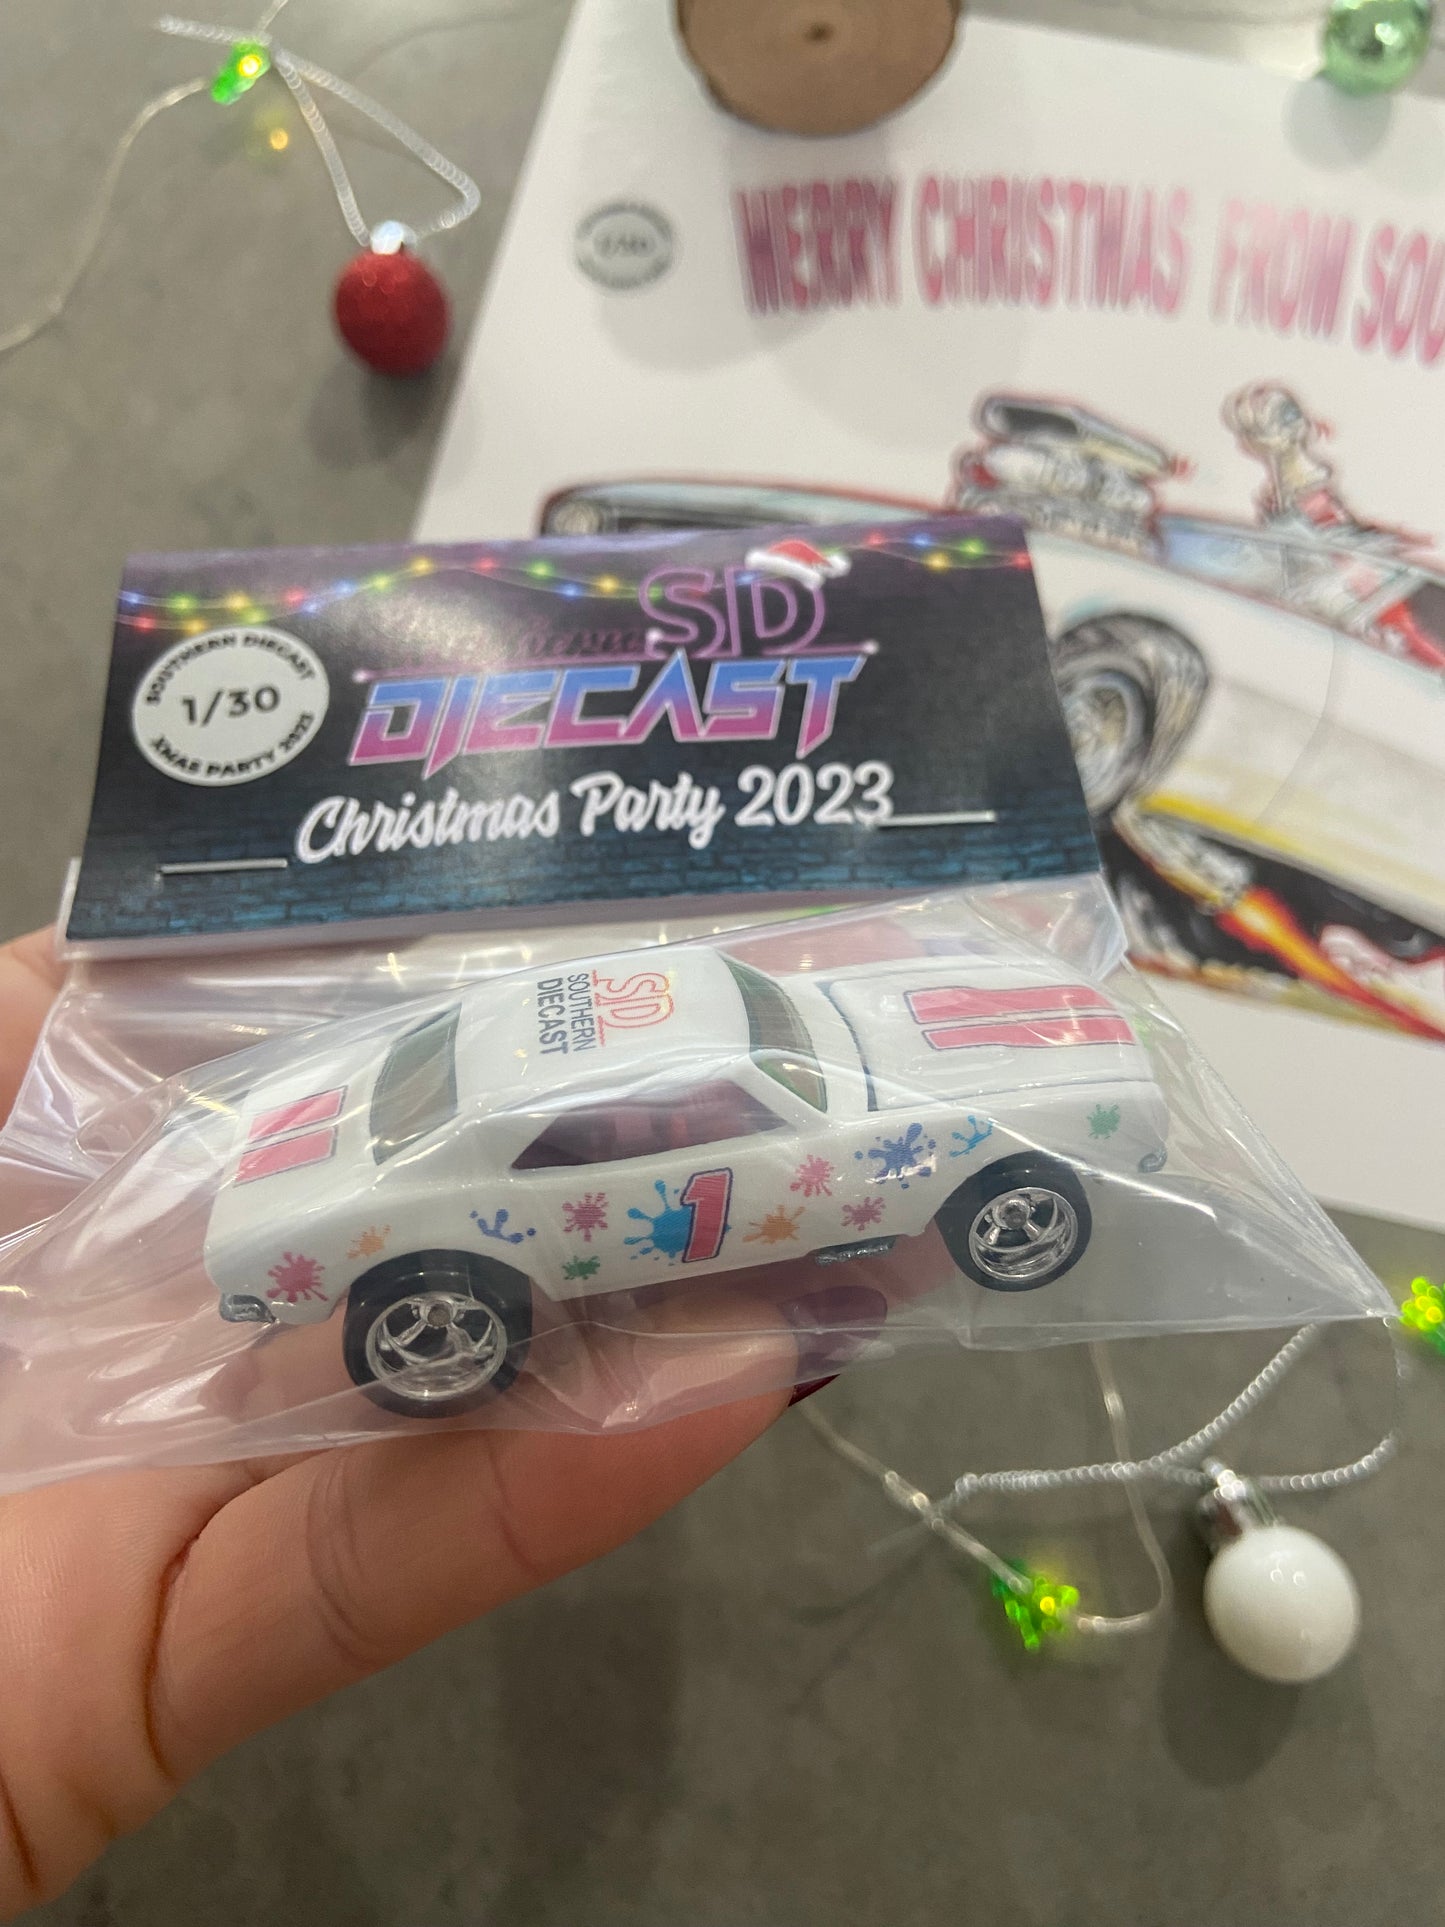 MERRY CHRISTMAS FROM SOU
SOUTHERN DIECAST
1/30
XMAS PARTY 2023
SD
DIECAST
Christmas Party 2023
SD
SOUTHERN
DIECAST
1